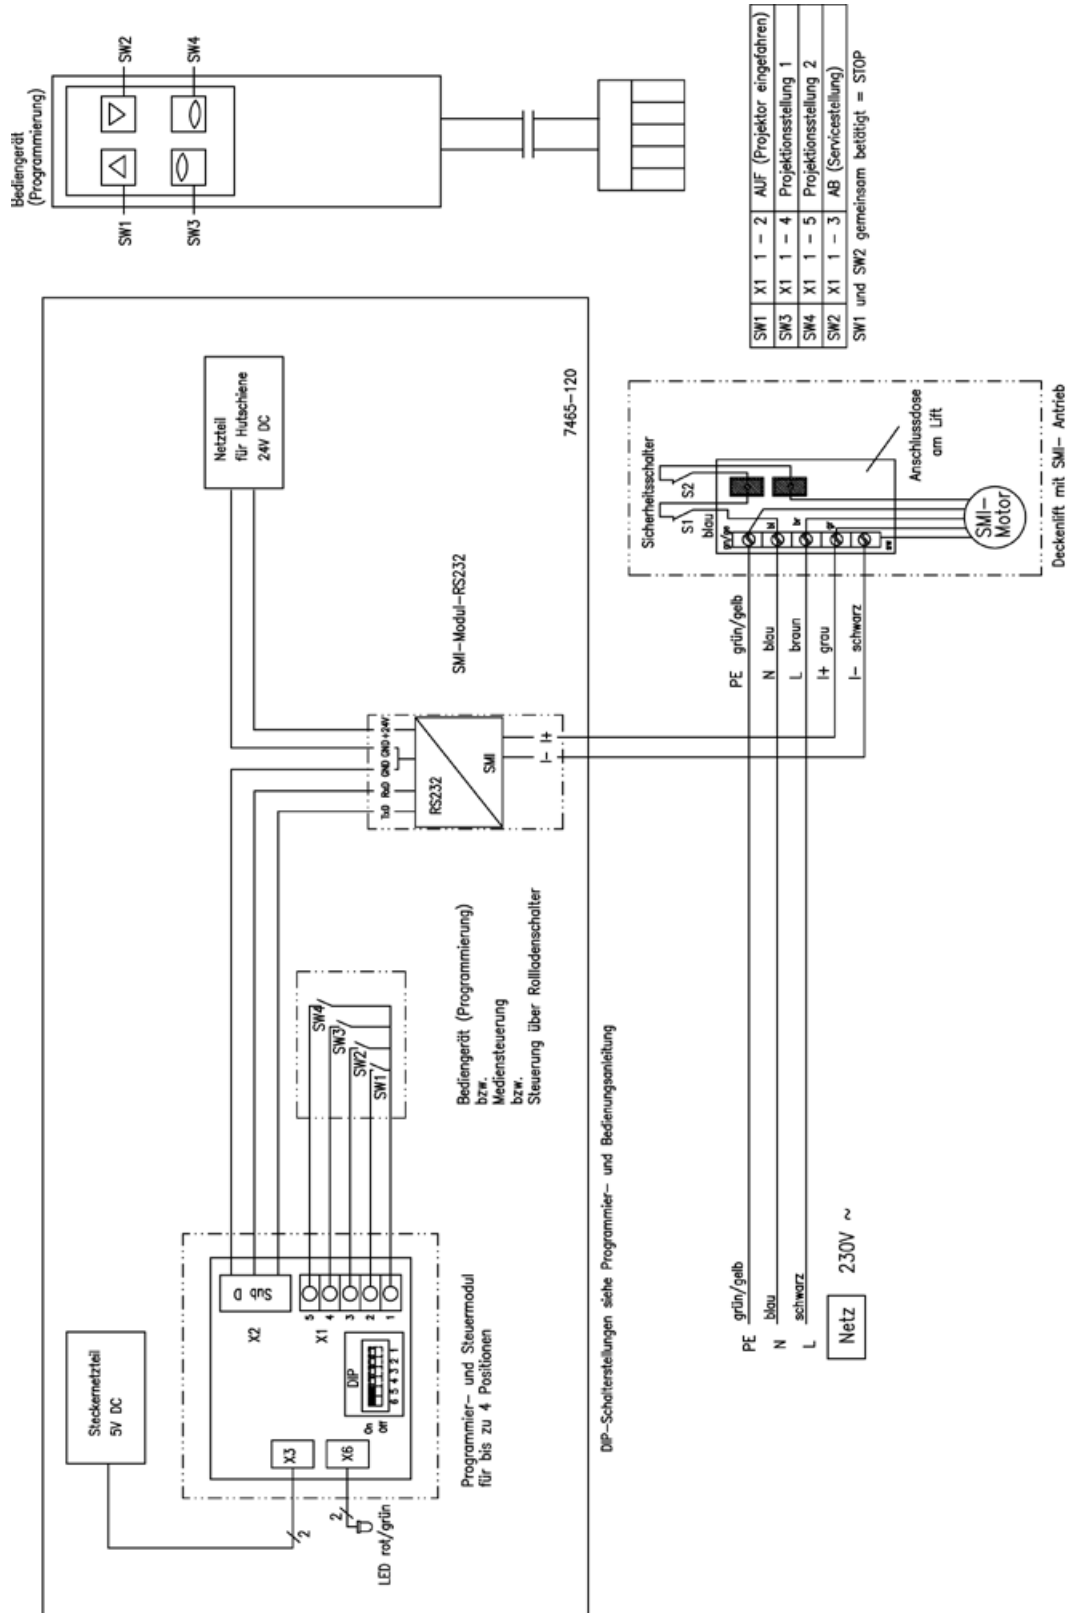 Steckernetzteil
5V DC
Netzteil
für Hutschiene
24V DC
Bediengerät
(Programmierung)
SW1
SW2
SW3
SW4
X2
Sub D
X1
5
4
3
2
1
DIP
On
Off
6 5 4 3 2 1
X3
X6
2
2
LED rot/grün
Programmier- und Steuermodul
für bis zu 4 Positionen
SW4
SW3
SW2
SW1
Bediengerät (Programmierung)
bzw.
Mediensteuerung
bzw.
Steuerung über Rollladenschalter
TxD RxD GND GND +24V
RS232
SMI
I- I+
SMI-Modul-RS232
7465-120
DIP-Schalterstellungen siehe Programmier- und Bedienungsanleitung
SW1 X1 1 - 2 AUF (Projektor eingefahren)
SW3 X1 1 - 4 Projektionsstellung 1
SW4 X1 1 - 5 Projektionsstellung 2
SW2 X1 1 - 3 AB (Servicestellung)
SW1 und SW2 gemeinsam betätigt = STOP
PE grün/gelb
N blau
L schwarz
Netz 230V ~
PE grün/gelb
N blau
L braun
I+ grau
I- schwarz
Sicherheitsschalter
S1
S2
blau
gn/ge
bl
br
gr
sw
SMI-
Motor
Anschlussdose
am Lift
Deckenlift mit SMI- Antrieb